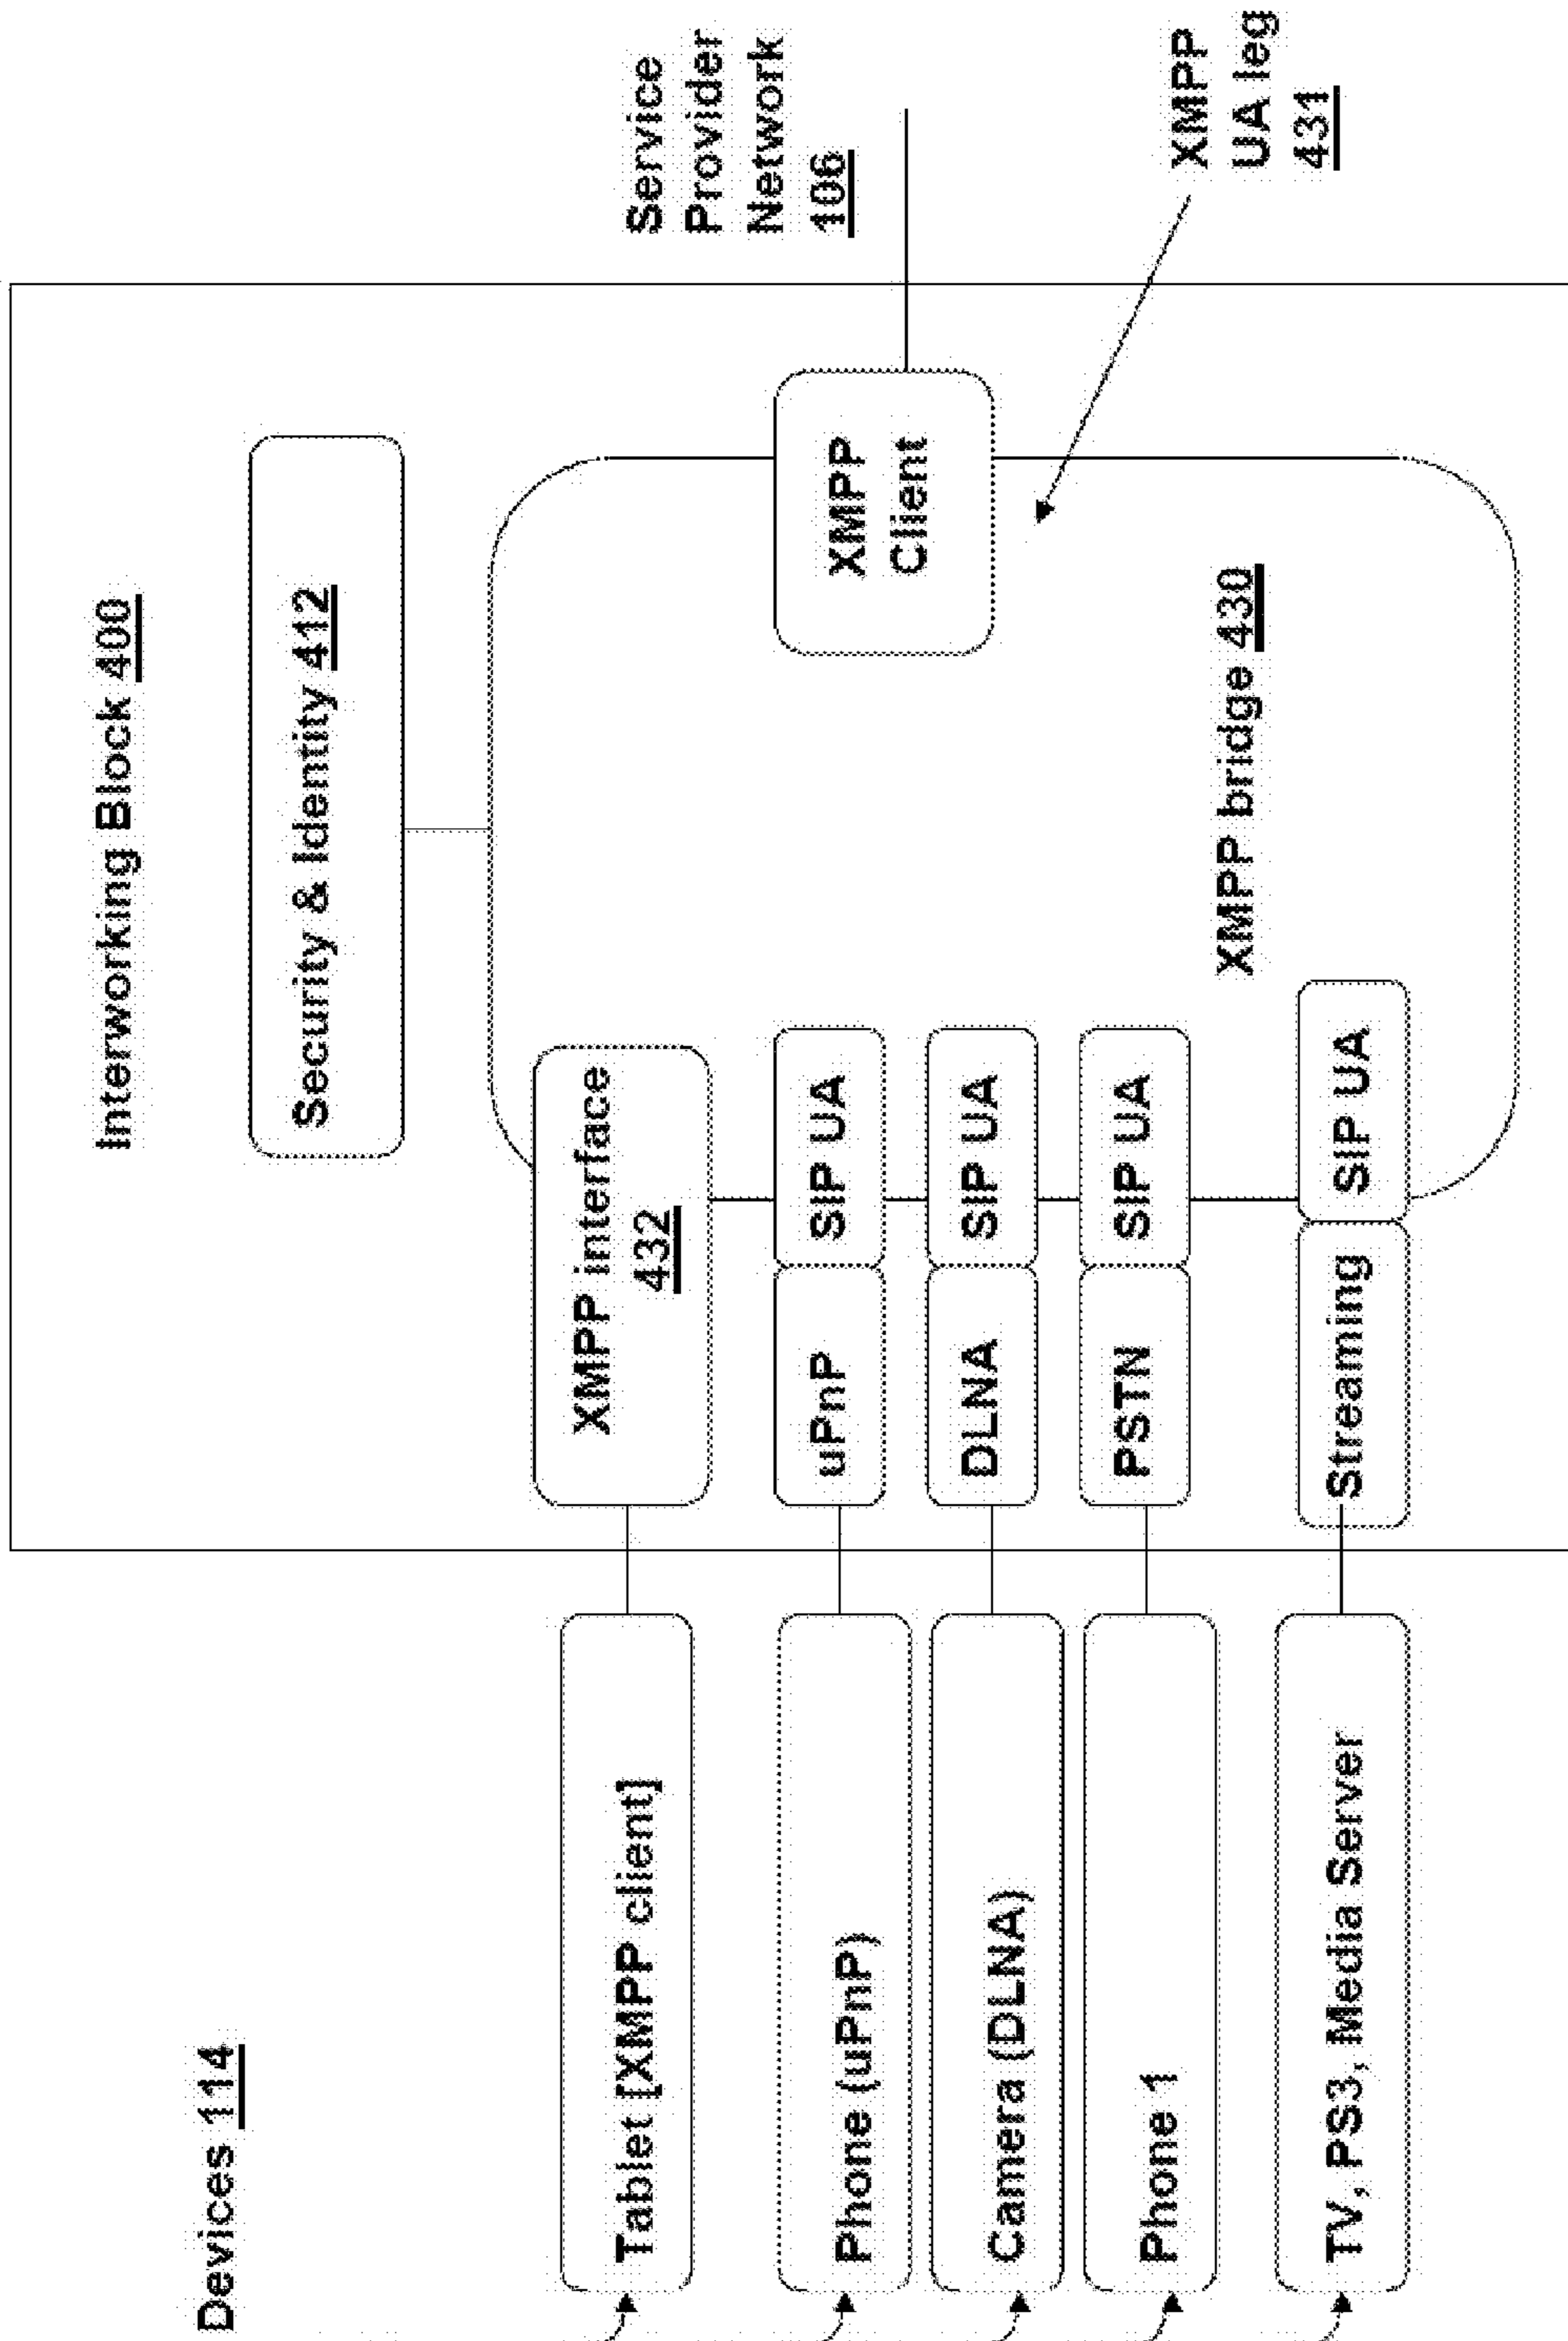 Devices 114
Tablet [XMPP client]
Phone (uPnP)
Camera (DLNA)
Phone 1
TV, PS3, Media Server
Interworking Block 400
Security & Identity 412
XMPP interface
432
uPnP
SIP UA
DLNA
SIP UA
PSTN
SIP UA
Streaming
SIP UA
XMPP bridge 430
XMPP
Client
Service
Provider
Network
106
XMPP
UA leg
431